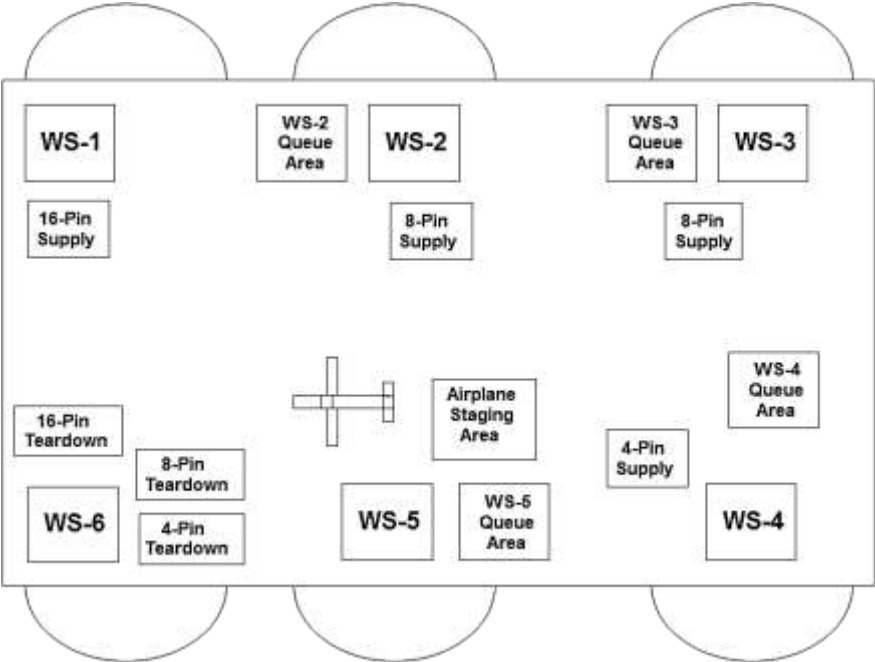 WS-1
WS-2
Queue
Area
WS-2
WS-3
Queue
Area
WS-3
16-Pin
Supply
8-Pin
Supply
8-Pin
Supply
WS-4
Queue
Area
Airplane
Staging
Area
16-Pin
Teardown
4-Pin
Supply
8-Pin
Teardown
WS-6
4-Pin
Teardown
WS-5
WS-5
Queue
Area
WS-4